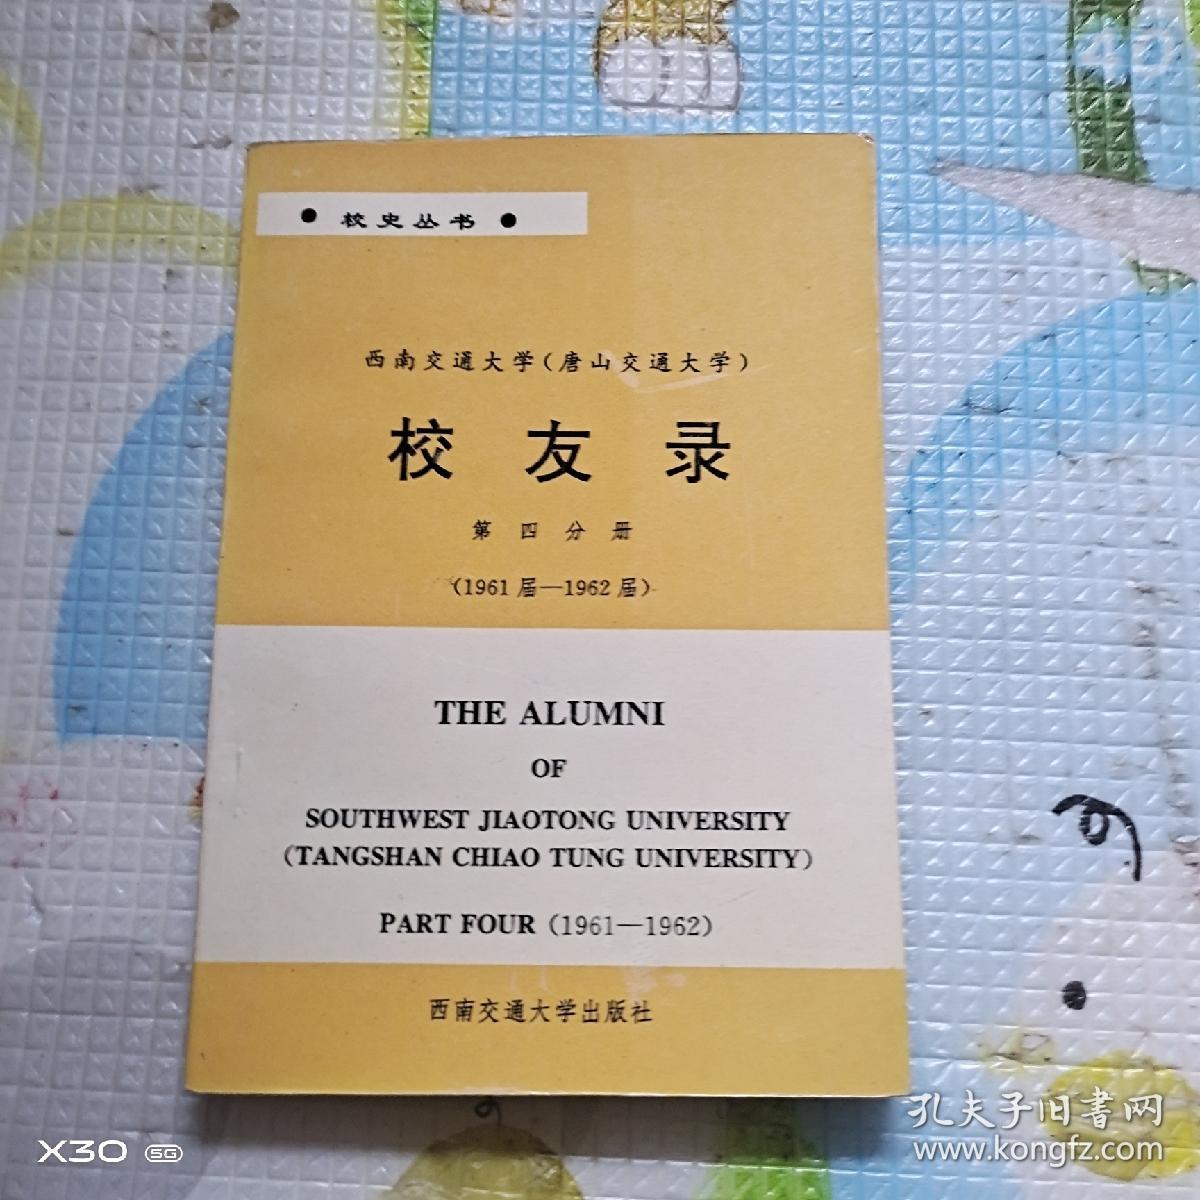 ● 校史丛书 ●
西南交通大学(唐山交通大学)
校友录
第四分册
(1961届—1962届)
THE ALUMNI
OF
SOUTHWEST JIAOTONG UNIVERSITY
(TANGSHAN CHIAO TUNG UNIVERSITY)
PART FOUR (1961—1962)
西南交通大学出版社
X30 5G
孔夫子旧書网
www.kongfz.com